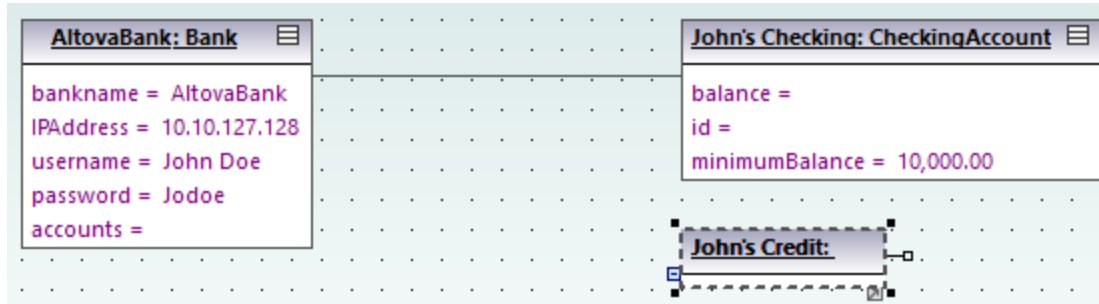 AltovaBank: Bank
bankname = AltovaBank
IPAddress = 10.10.127.128
username = John Doe
password = Jodoe
accounts =
John's Checking: CheckingAccount
balance =
id =
minimumBalance = 10,000.00
John's Credit: